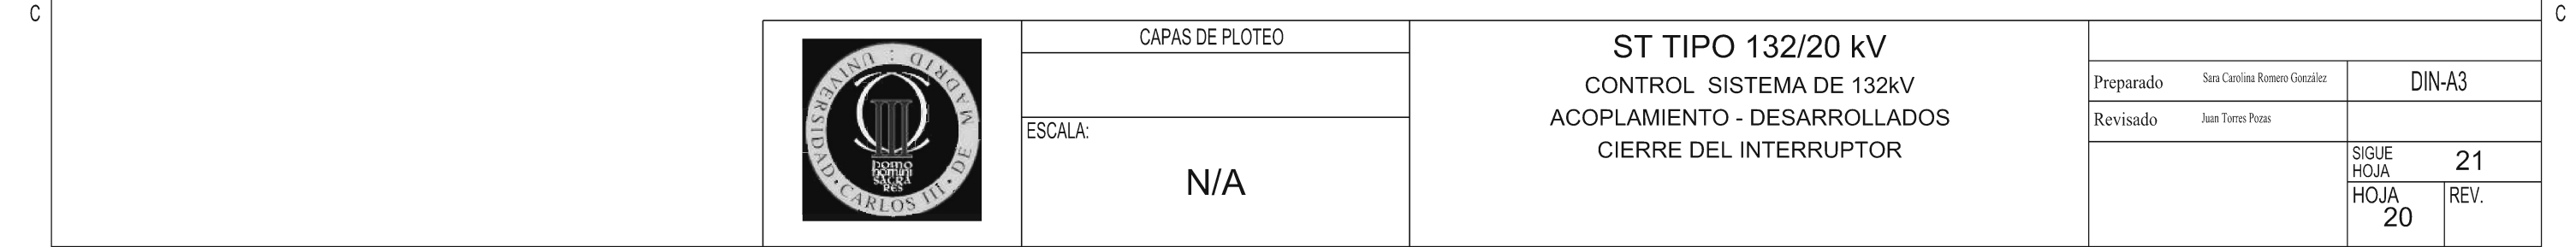 C
C
UNIVERSIDAD · CARLOS III · DE MADRID :
homo
homini
SACRA
RES
CAPAS DE PLOTEO
ESCALA:
N/A
ST TIPO 132/20 kV
CONTROL SISTEMA DE 132kV
ACOPLAMIENTO - DESARROLLADOS
CIERRE DEL INTERRUPTOR
Preparado Sara Carolina Romero González DIN-A3
Revisado Juan Torres Pozas
SIGUE
HOJA 21
HOJA
20
REV.